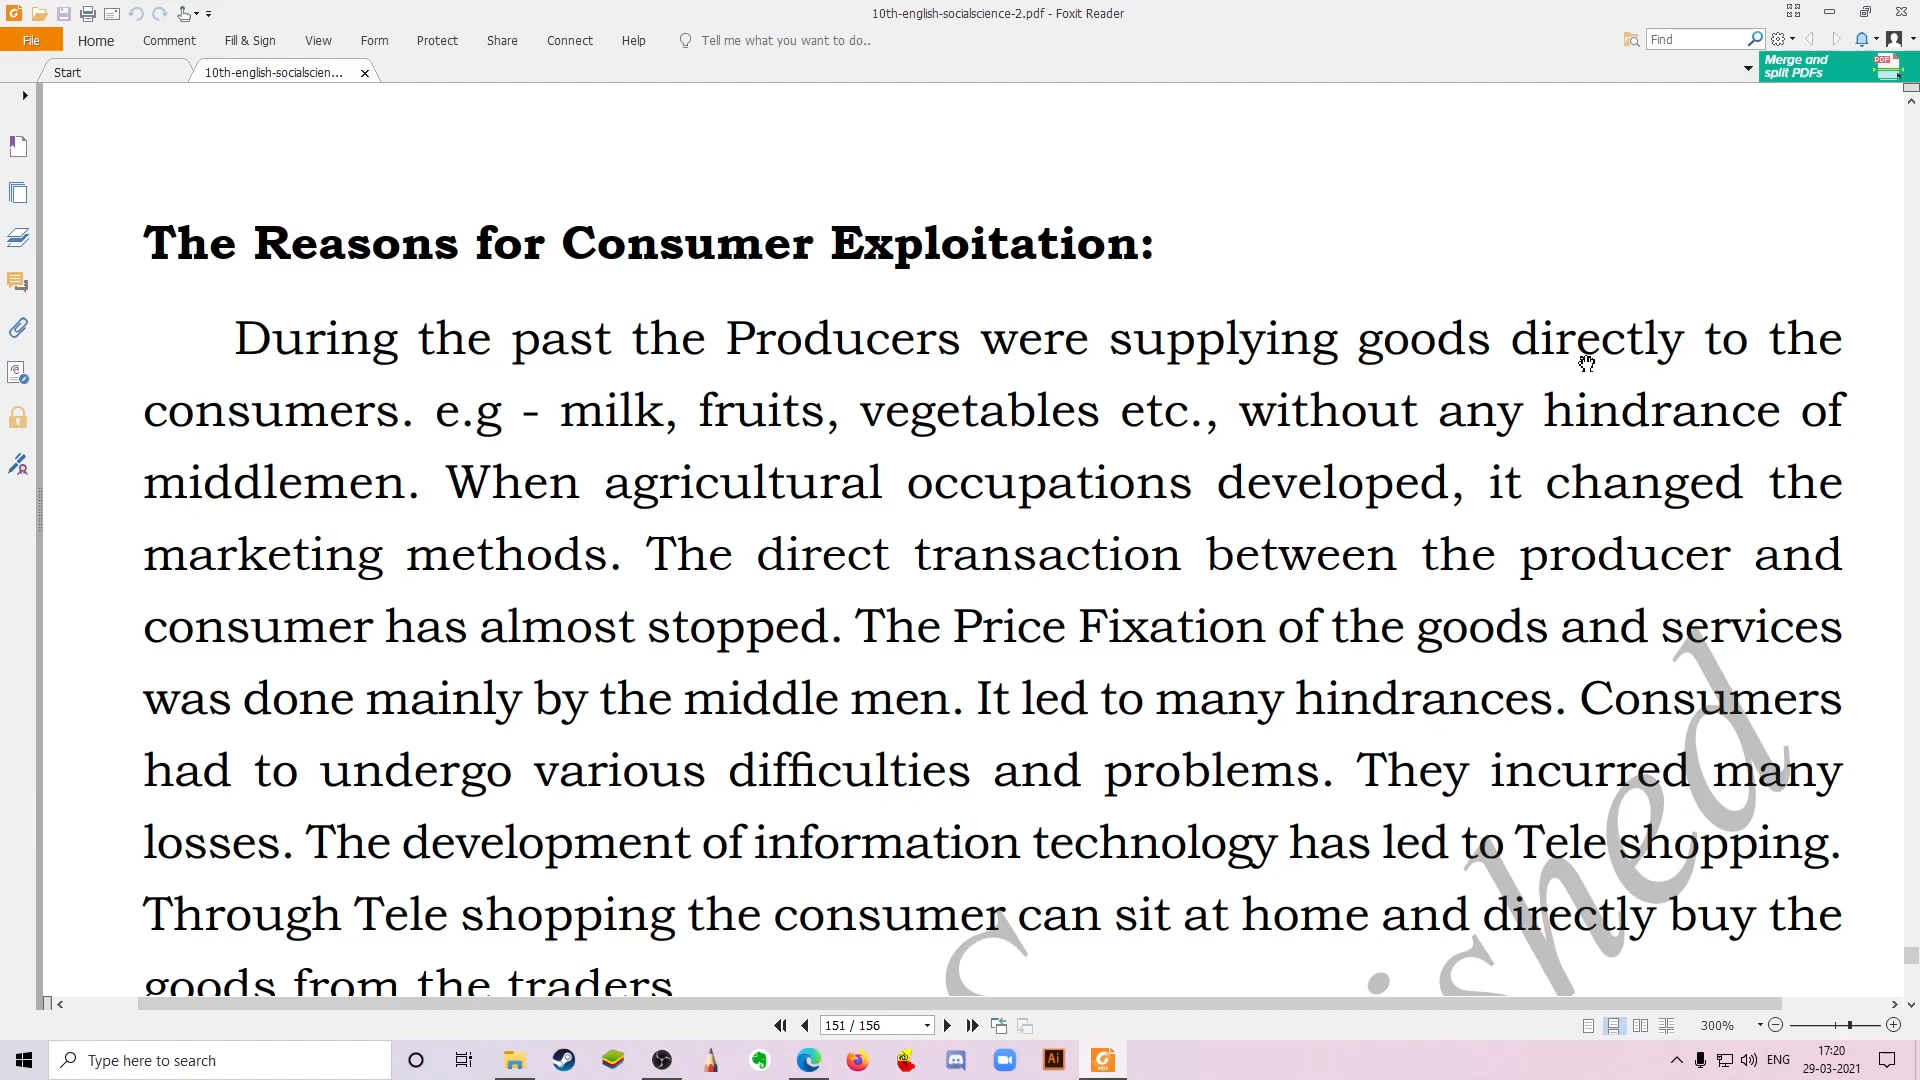 10th-english-socialscience-2.pdf - Foxit Reader
File Home Comment Fill & Sign View Form Protect Share Connect Help Tell me what you want to do.. Find
Start 10th-english-socialscien... Merge and
split PDFs
The Reasons for Consumer Exploitation:
During the past the Producers were supplying goods directly to the
consumers. e.g - milk, fruits, vegetables etc., without any hindrance of
middlemen. When agricultural occupations developed, it changed the
marketing methods. The direct transaction between the producer and
consumer has almost stopped. The Price Fixation of the goods and services
was done mainly by the middle men. It led to many hindrances. Consumers
had to undergo various difficulties and problems. They incurred many
losses. The development of information technology has led to Tele shopping.
Through Tele shopping the consumer can sit at home and directly buy the
goods from the traders
151 / 156 300%
Type here to search Ai ENG 17:20
29-03-2021